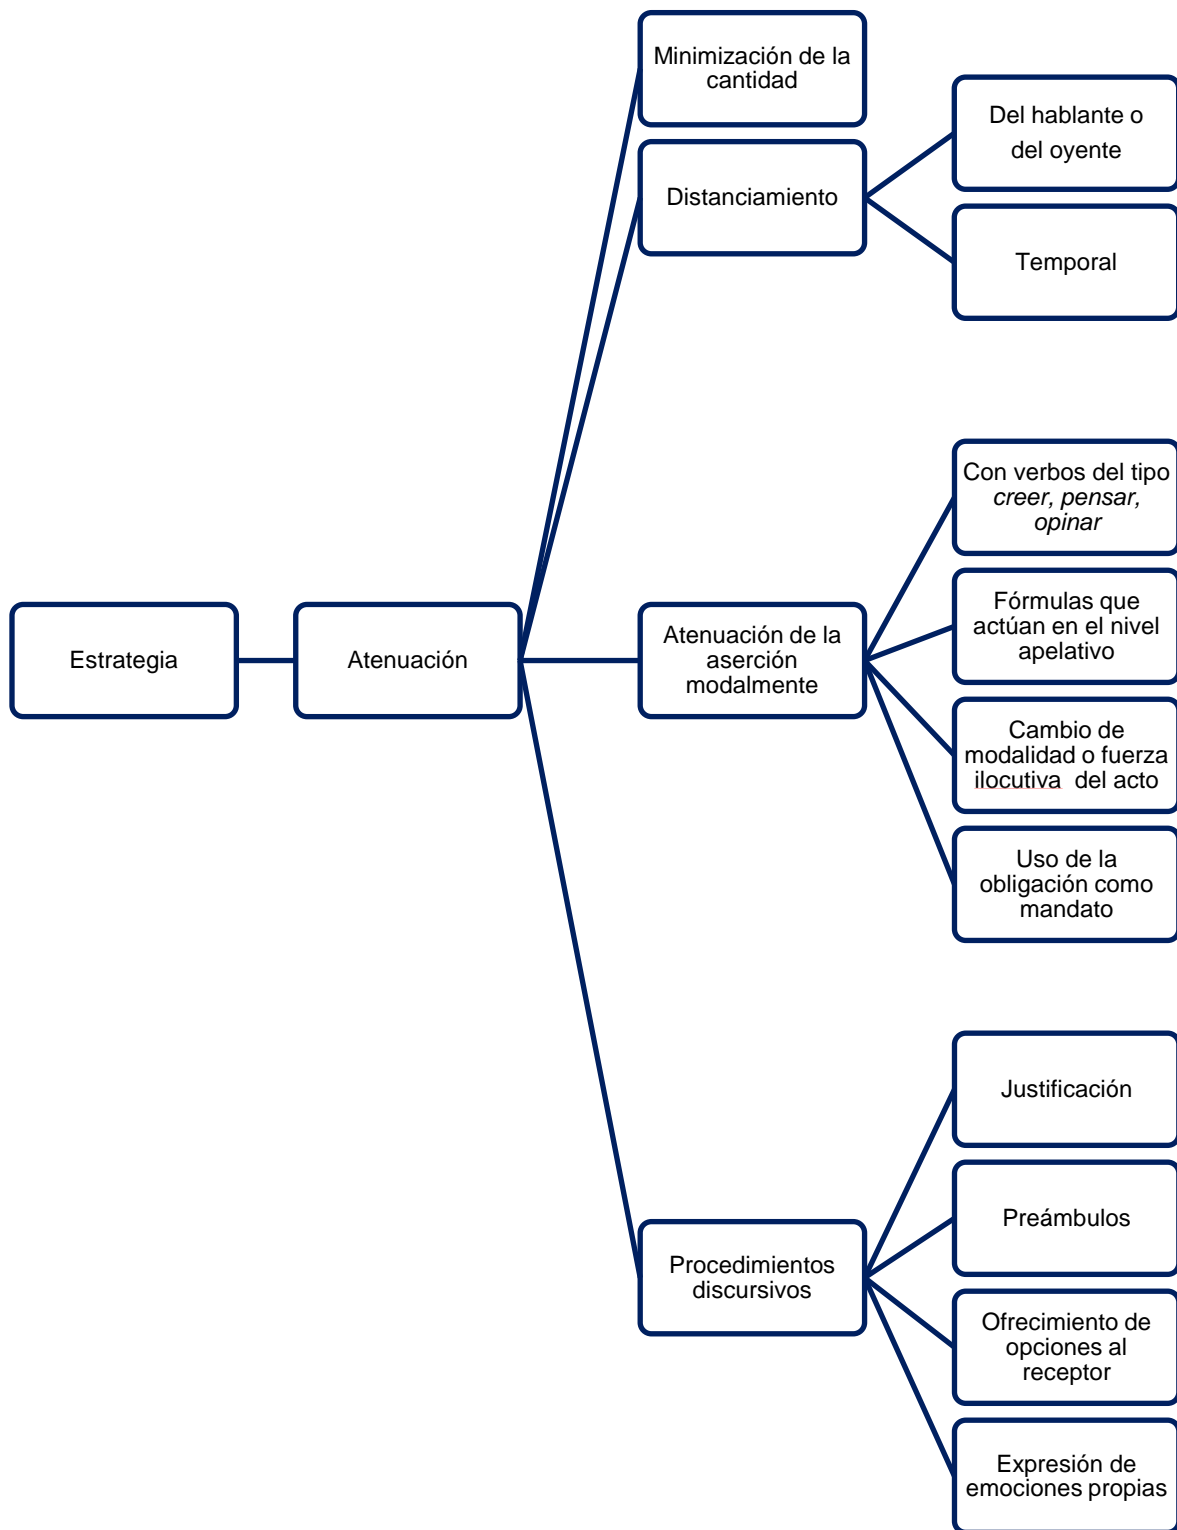 Estrategia
Atenuación
Minimización de la
cantidad
Distanciamiento
Del hablante o
del oyente
Temporal
Atenuación de la
aserción
modalmente
Con verbos del tipo
creer, pensar,
opinar
Fórmulas que
actúan en el nivel
apelativo
Cambio de
modalidad o fuerza
ilocutiva del acto
Uso de la
obligación como
mandato
Procedimientos
discursivos
Justificación
Preámbulos
Ofrecimiento de
opciones al
receptor
Expresión de
emociones propias